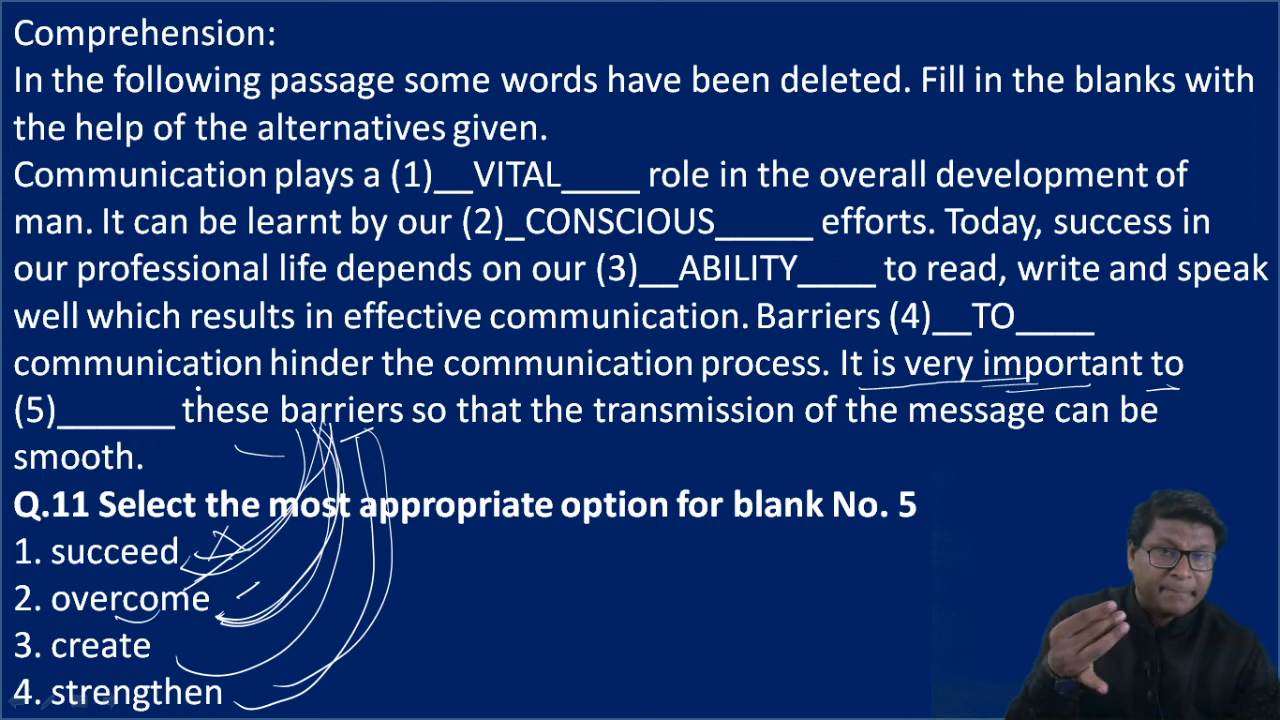 Comprehension:
In the following passage some words have been deleted. Fill in the blanks with
the help of the alternatives given.
Communication plays a (1)__VITAL____ role in the overall development of
man. It can be learnt by our (2)_CONSCIOUS_____ efforts. Today, success in
our professional life depends on our (3)__ABILITY____ to read, write and speak
well which results in effective communication. Barriers (4)__TO____
communication hinder the communication process. It is very important to
(5)______ these barriers so that the transmission of the message can be
smooth.
Q.11 Select the most appropriate option for blank No. 5
1. succeed
2. overcome
3. create
4. strengthen